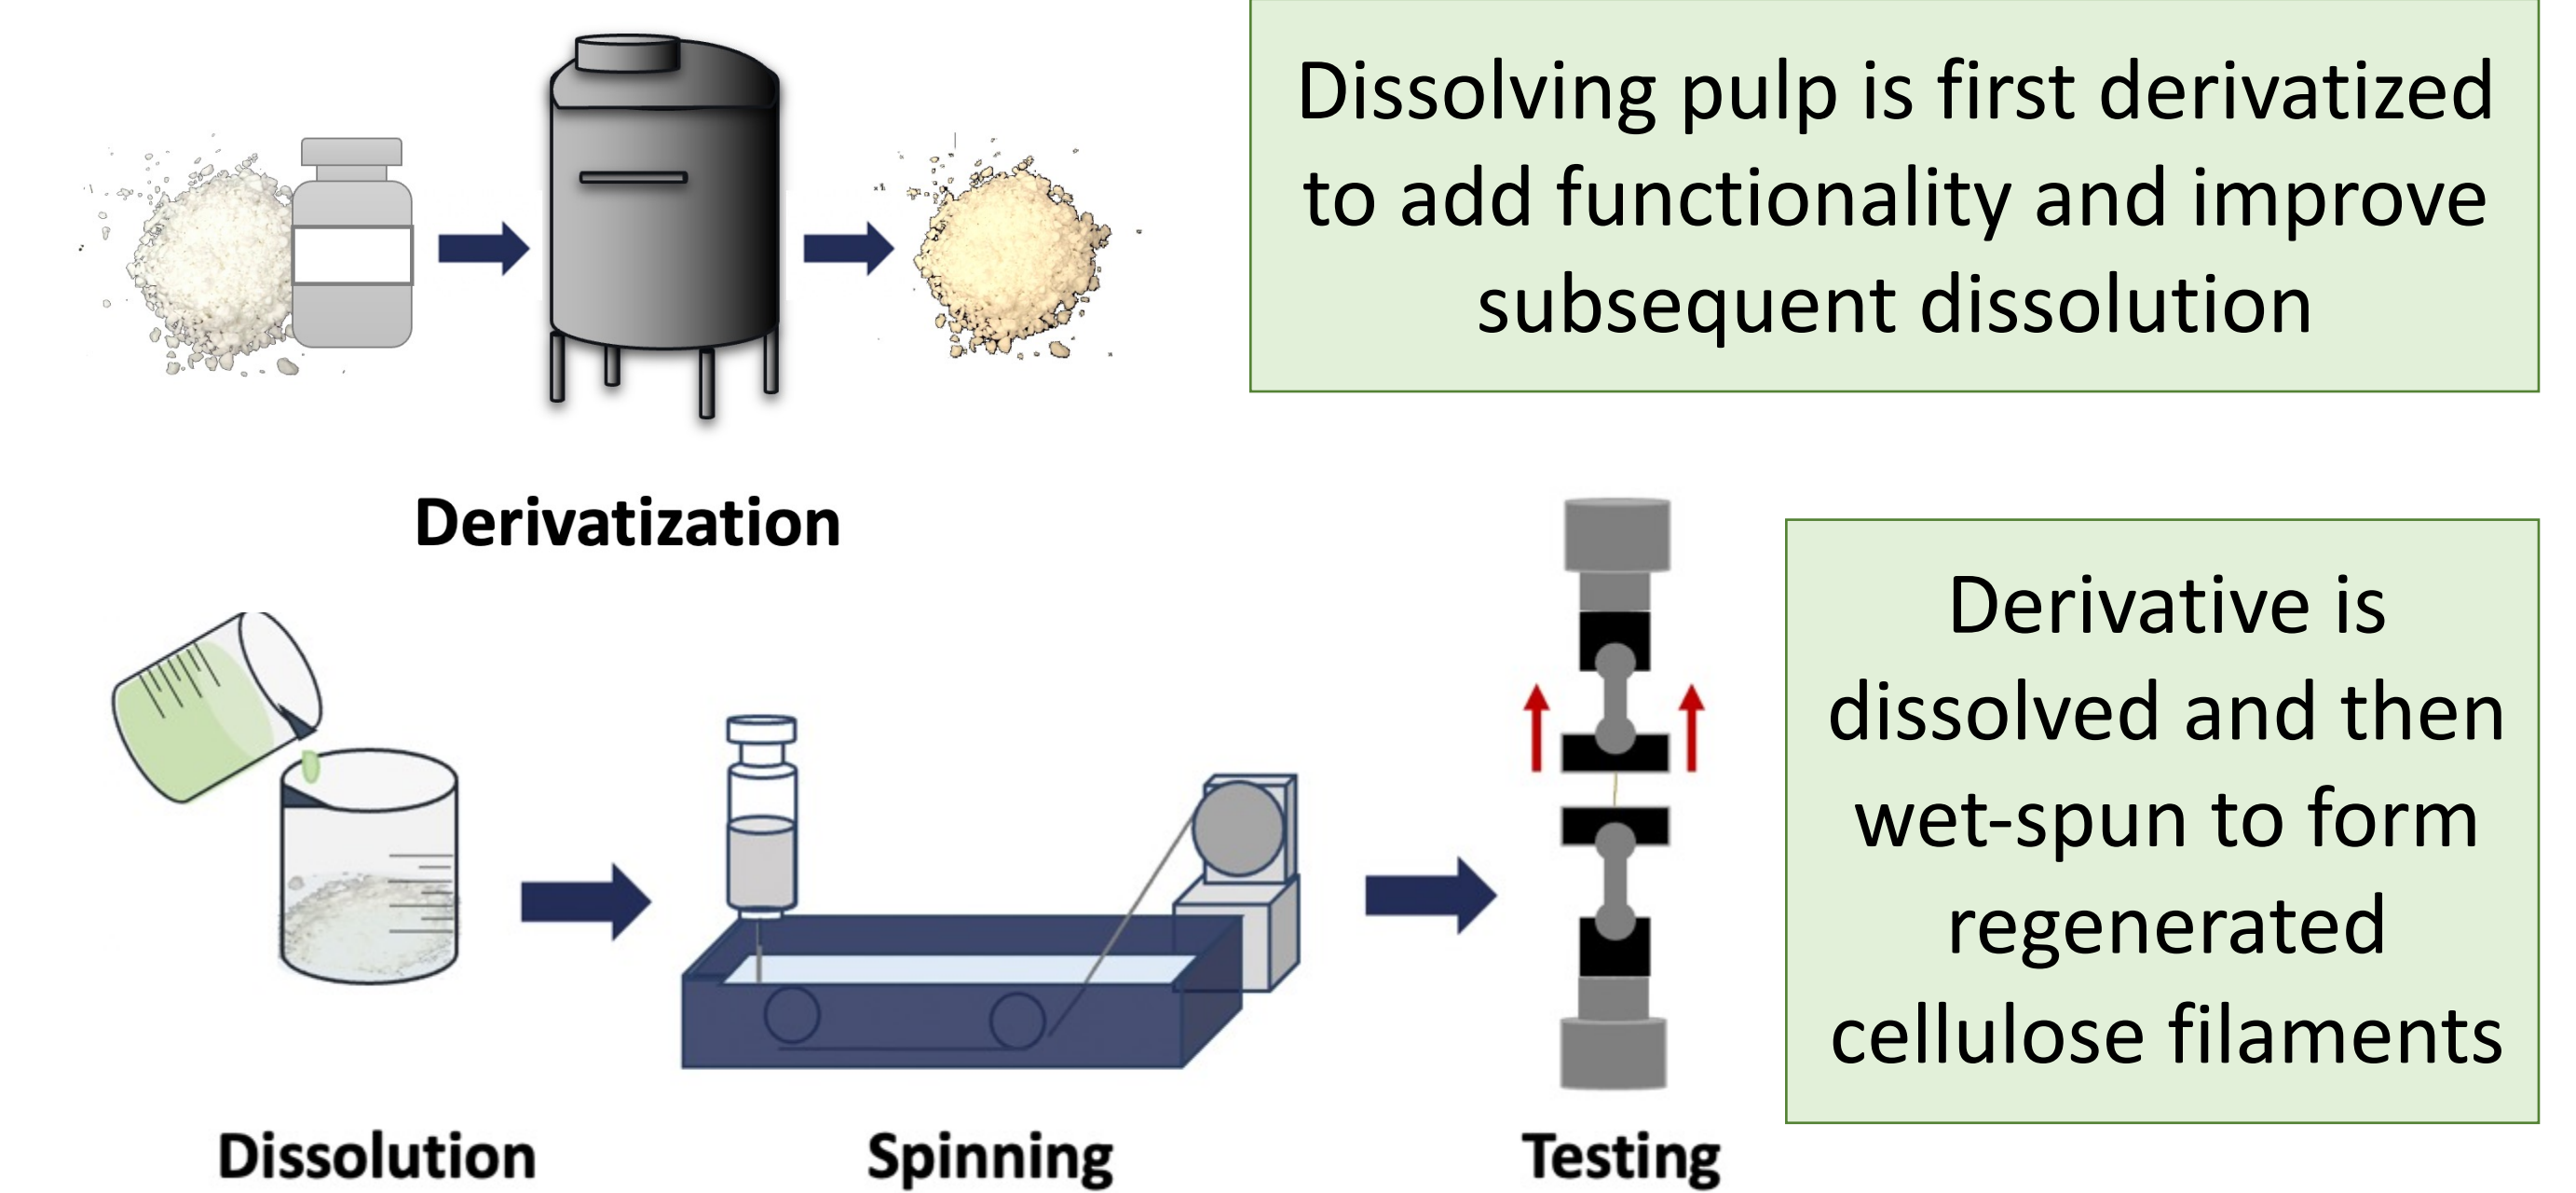 Dissolving pulp is first derivatized
to add functionality and improve
subsequent dissolution
Derivatization
Derivative is
dissolved and then
wet-spun to form
regenerated
cellulose filaments
Dissolution
Spinning
Testing